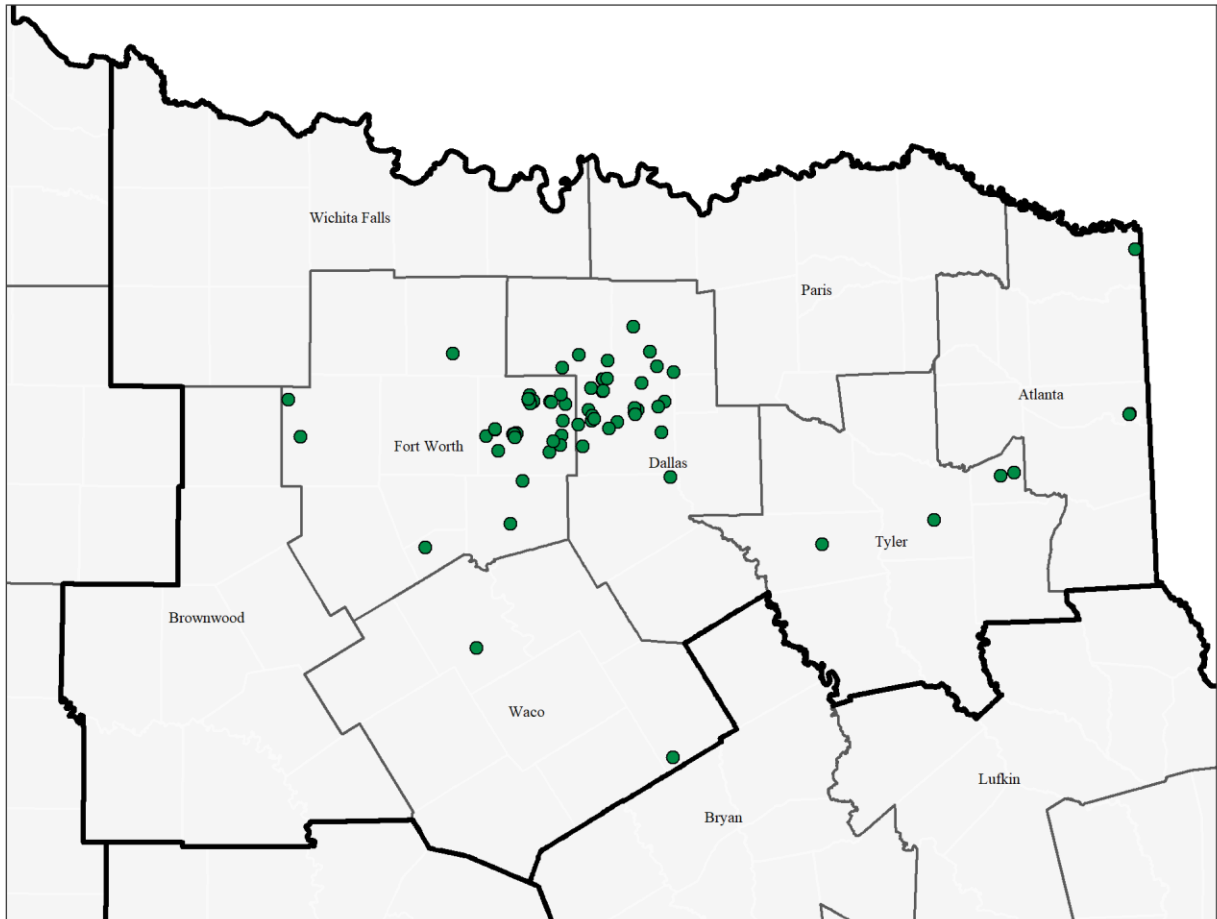 Wichita Falls
Paris
Atlanta
Fort Worth
Dallas
Tyler
Brownwood
Waco
Lufkin
Bryan